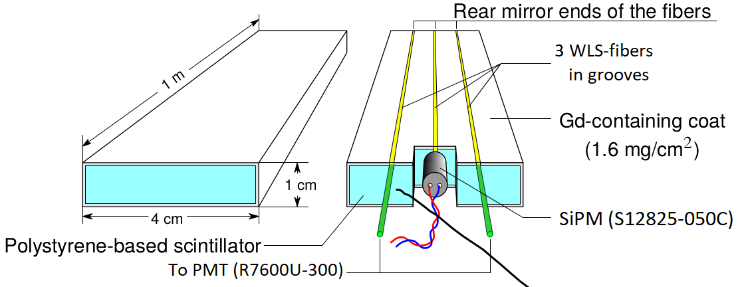 Rear mirror ends of the fibers
3 WLS-fibers
in grooves
1 m
Gd-containing coat
(1.6 mg/cm²)
1 cm
4 cm
SiPM (S12825-050C)
Polystyrene-based scintillator
To PMT (R7600U-300)